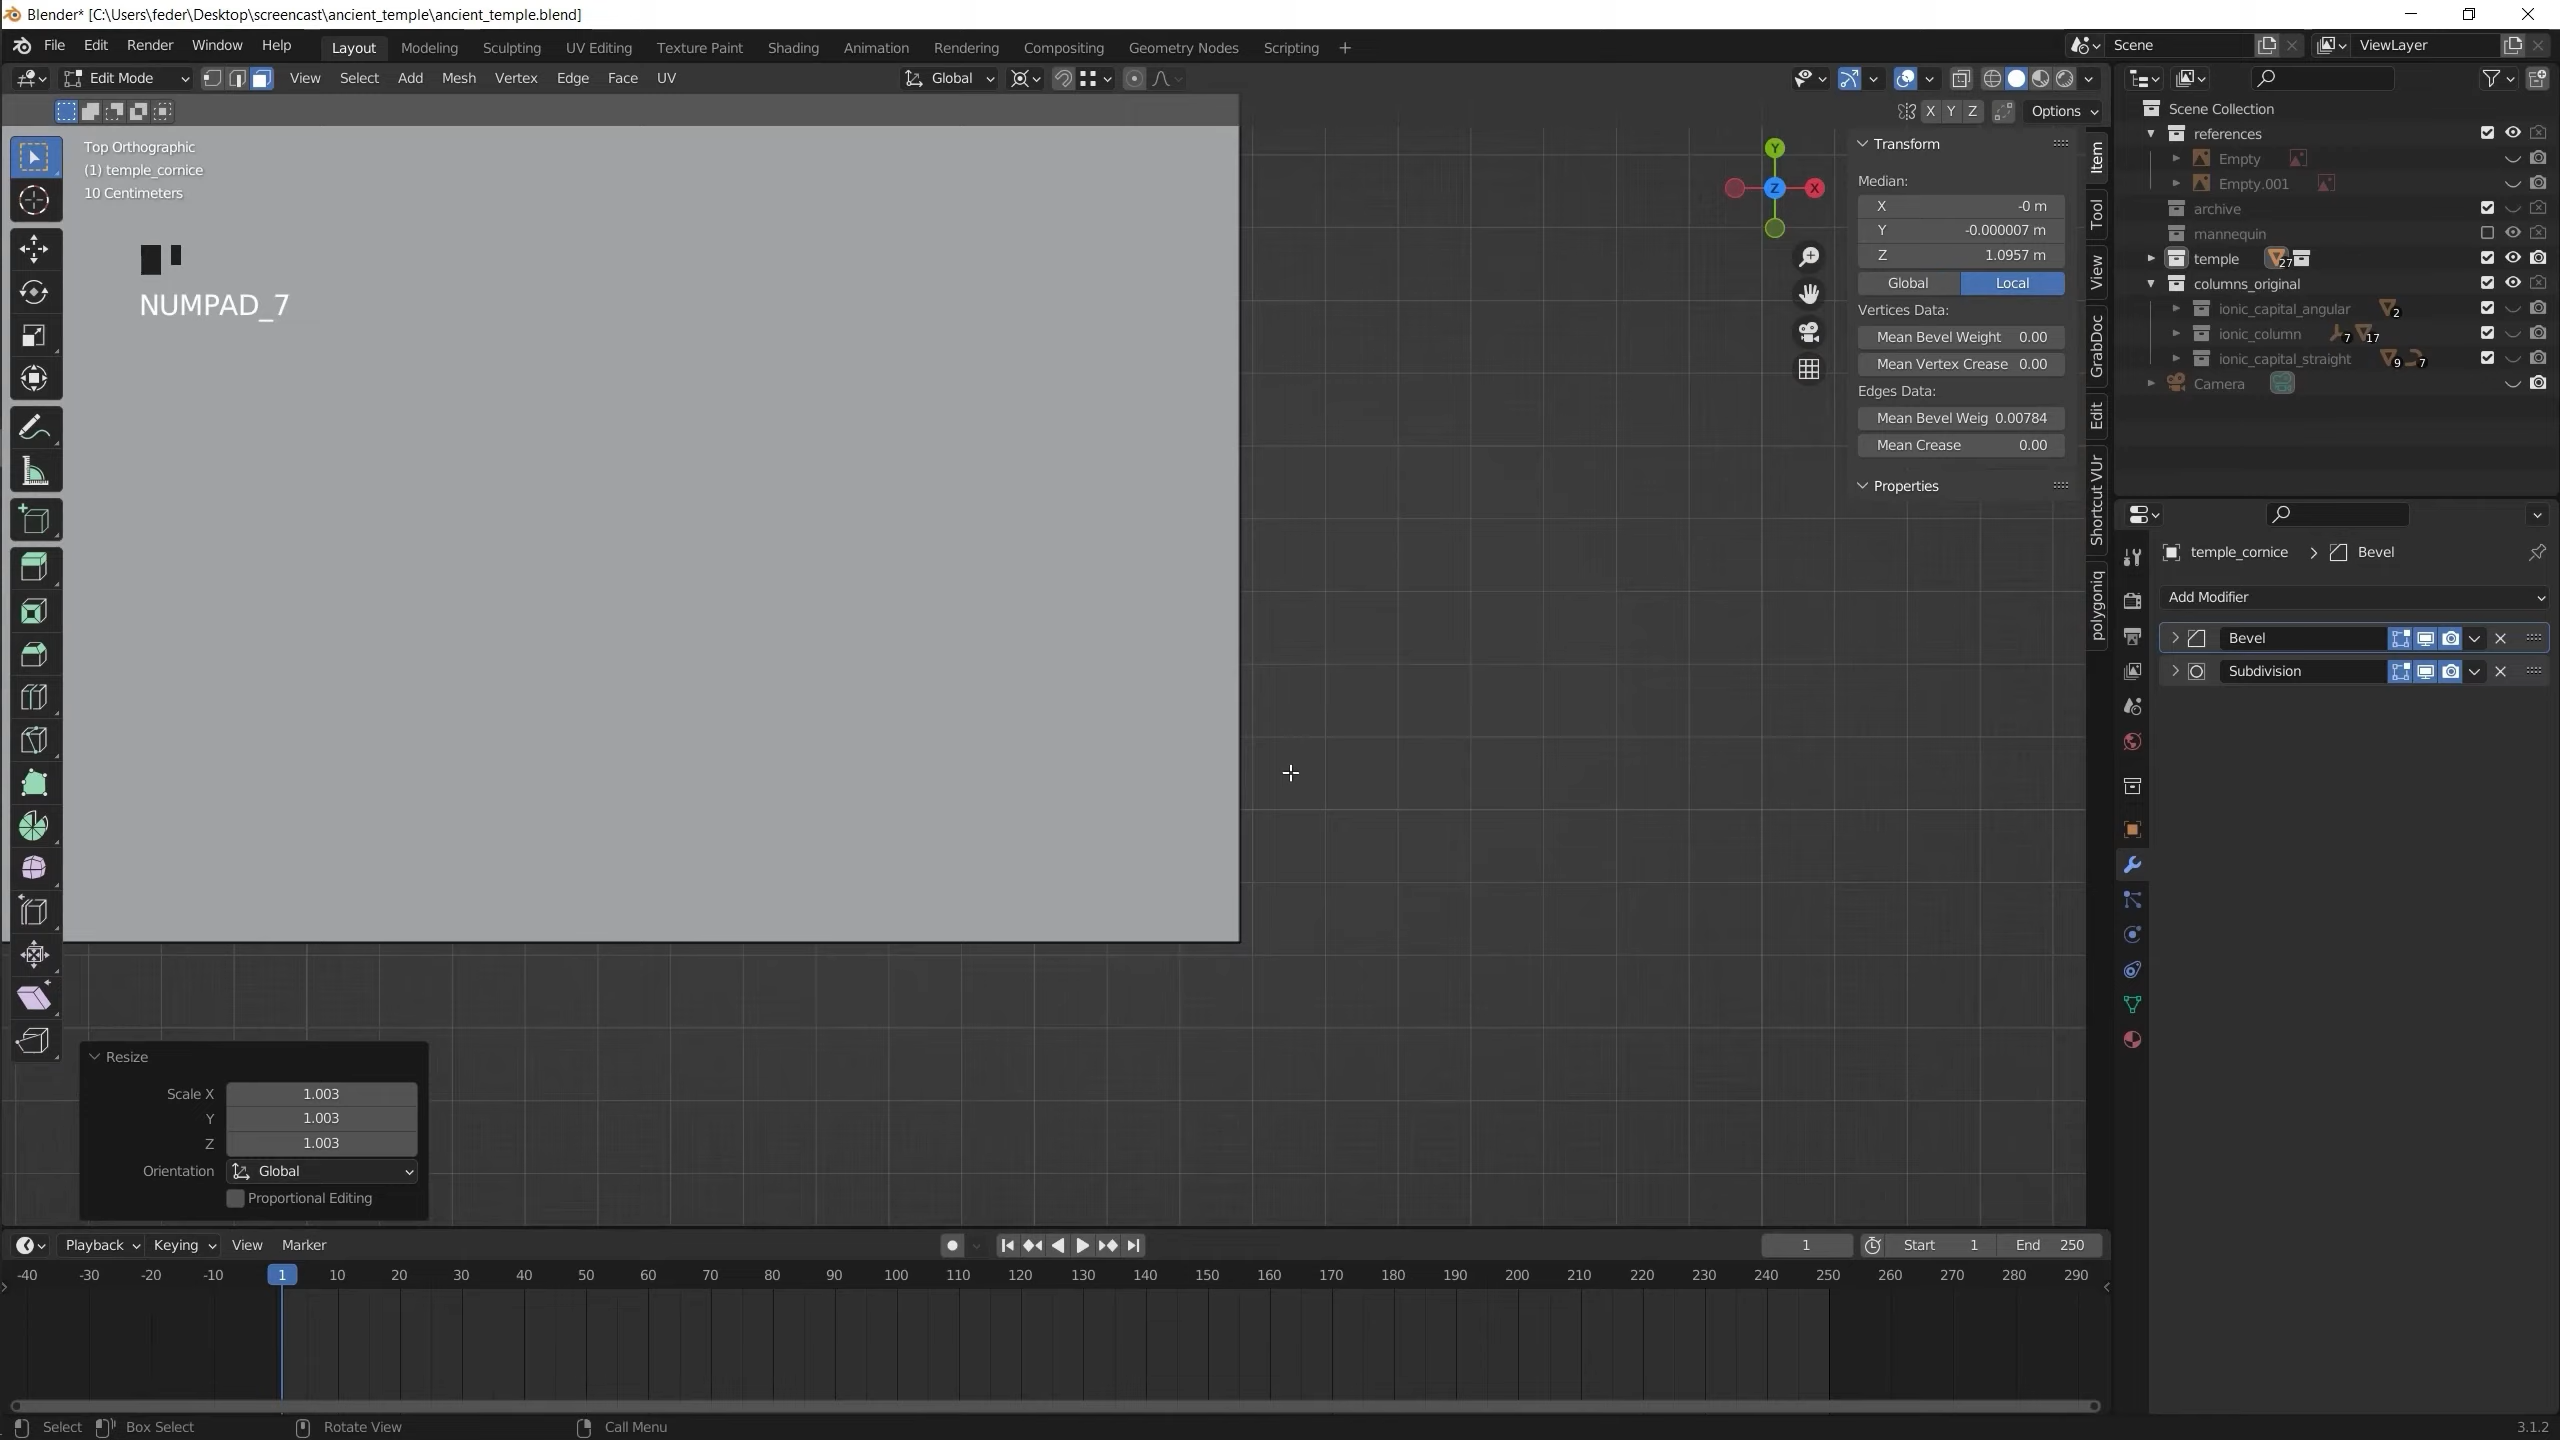 Blender* [C:\Users\feder\Desktop\screencast\ancient_temple\ancient_temple.blend]
File Edit Render Window Help Layout Modeling Sculpting UV Editing Texture Paint Shading Animation Rendering Compositing Geometry Nodes Scripting + Scene ViewLayer
Edit Mode View Select Add Mesh Vertex Edge Face UV Global
X Y Z Options
Top Orthographic
(1) temple_cornice
10 Centimeters
NUMPAD_7
Y
Z
X
Transform
Median:
X -0 m
Y -0.000007 m
Z 1.0957 m
Global Local
Vertices Data:
Mean Bevel Weight 0.00
Mean Vertex Crease 0.00
Edges Data:
Mean Bevel Weig 0.00784
Mean Crease 0.00
Properties
Item
Tool
View
GrabDoc
Edit
Shortcut VUr
polygoniq
Scene Collection
references
Empty
Empty.001
archive
mannequin
temple 27
columns_original
ionic_capital_angular 2
ionic_column 7 17
ionic_capital_straight 9 7
Camera
temple_cornice > Bevel
Add Modifier
Bevel
Subdivision
Resize
Scale X 1.003
Y 1.003
Z 1.003
Orientation Global
Proportional Editing
Playback Keying View Marker 1 Start 1 End 250
-40 -30 -20 -10 1 10 20 30 40 50 60 70 80 90 100 110 120 130 140 150 160 170 180 190 200 210 220 230 240 250 260 270 280 290
Select Box Select Rotate View Call Menu 3.1.2